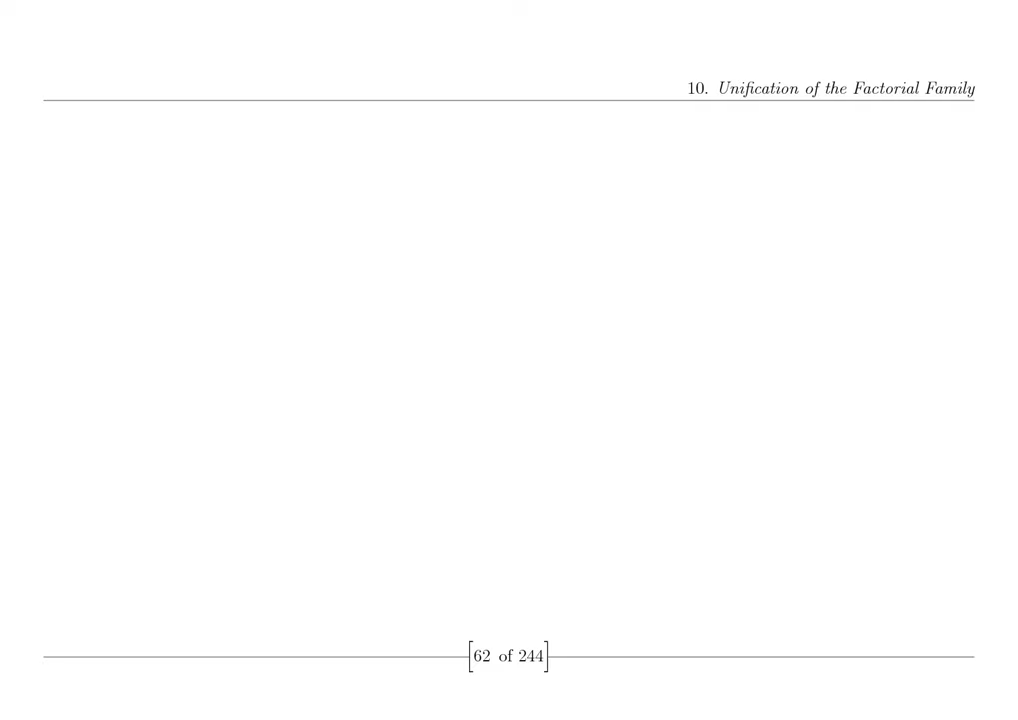 10. Unification of the Factorial Family
[62 of 244]